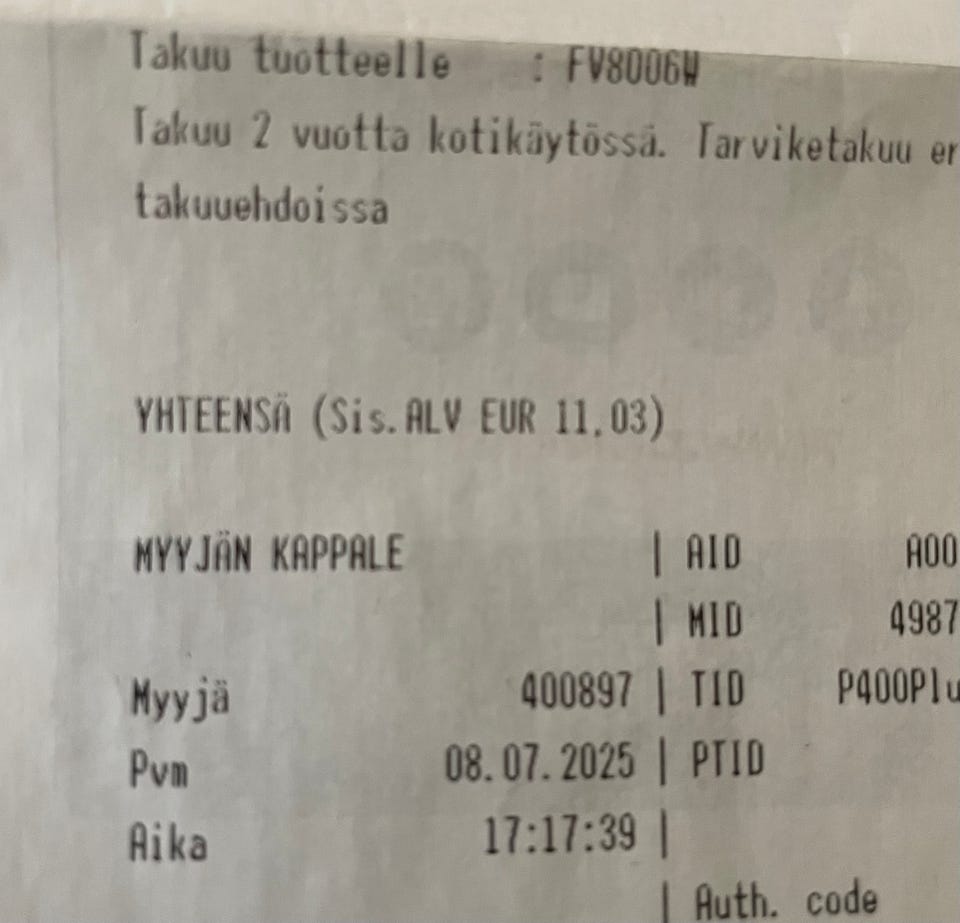 Takuu tuotteelle : FV8006W
Takuu 2 vuotta kotikäytössä. Tarviketakuu er
takuuehdoissa
YHTEENSÄ (Sis.ALV EUR 11.03)
MYYJÄN KAPPALE | AID A00
| MID 4987
Myyjä 400897 | TID P400Plu
Pvm 08.07.2025 | PTID
Aika 17:17:39 |
| Auth. code